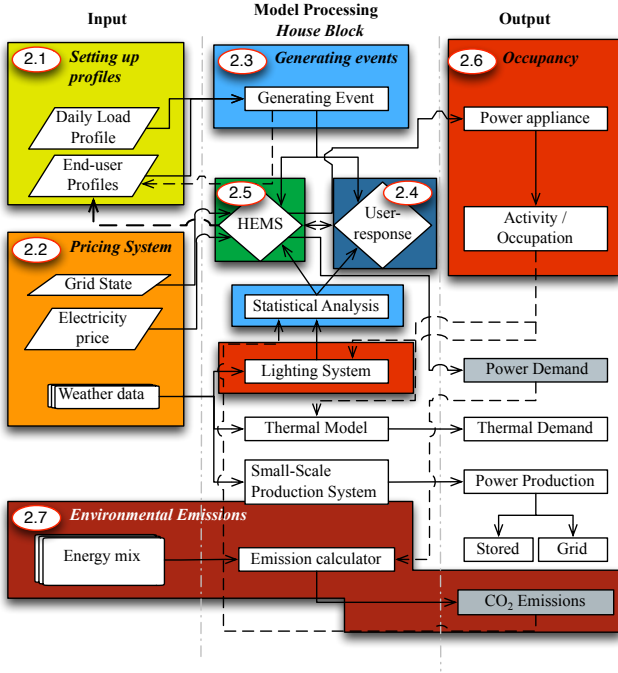 Input
Model Processing
House Block
Output
2.1
Setting up
profiles
Daily Load
Profile
End-user
Profiles
2.3
Generating events
Generating Event
2.6
Occupancy
Power appliance
Activity /
Occupation
2.5
HEMS
2.4
User-
response
2.2
Pricing System
Grid State
Electricity
price
Weather data
Statistical Analysis
Lighting System
Power Demand
Thermal Model
Thermal Demand
Small-Scale
Production System
Power Production
Stored
Grid
2.7
Environmental Emissions
Energy mix
Emission calculator
CO₂ Emissions